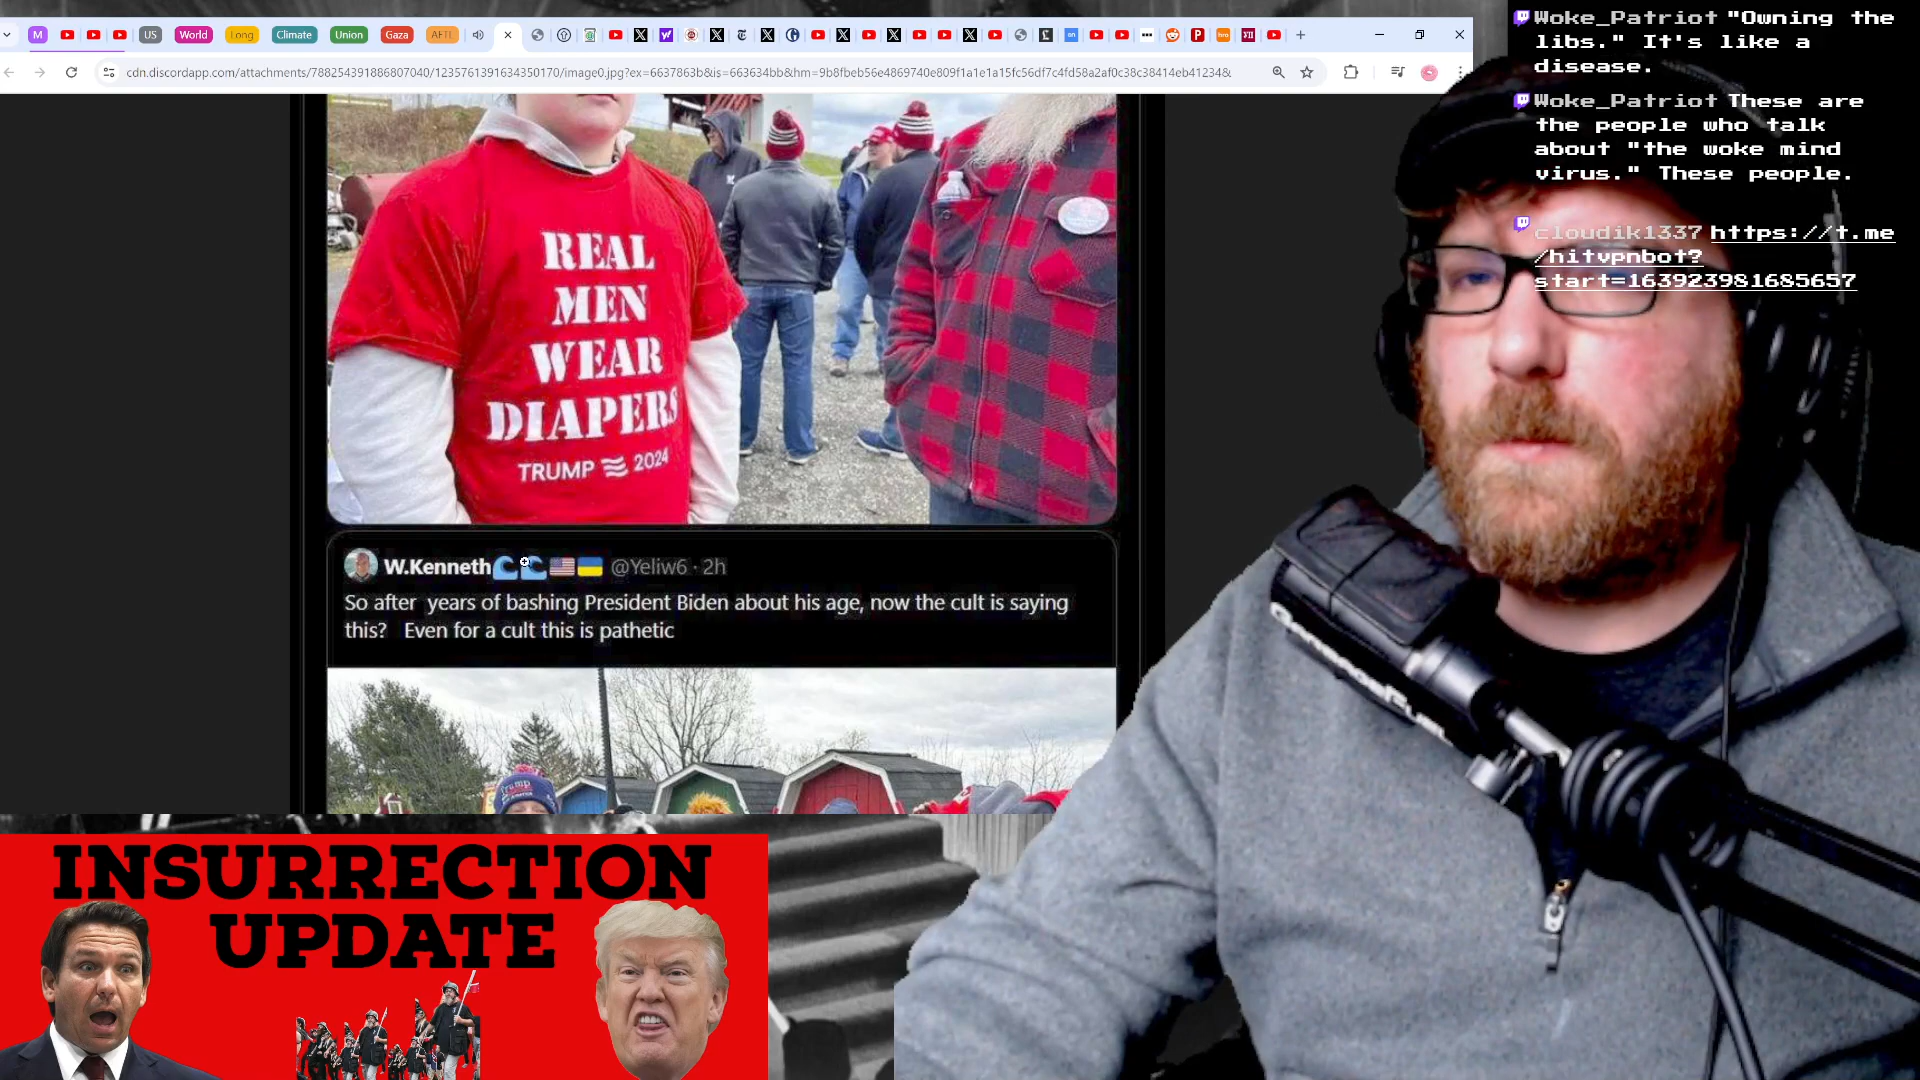 M
US
World
Long
Climate
Union
Gaza
cdn.discordapp.com/attachments/788254391886807040/1235761391634350170/image0.jpg?ex=6637863b&is=663634bb&hm=9b8fbeb56e4869740e809f1a1e1a15fc56df7c4fd58a2af0c38c38414eb41234&
REAL
MEN
WEAR
DIAPERS
TRUMP 2024
W.Kenneth🌊🌊🇺🇸🇺🇦 @Yeliw6 · 2h
So after years of bashing President Biden about his age, now the cult is saying
this? Even for a cult this is pathetic
Trump
INSURRECTION
UPDATE
Woke_Patriot "Owning the
libs." It's like a
disease.
Woke_Patriot These are
the people who talk
about "the woke mind
virus." These people.
cloudik1337 https://t.me
/hitvpnbot?
start=163923981685657